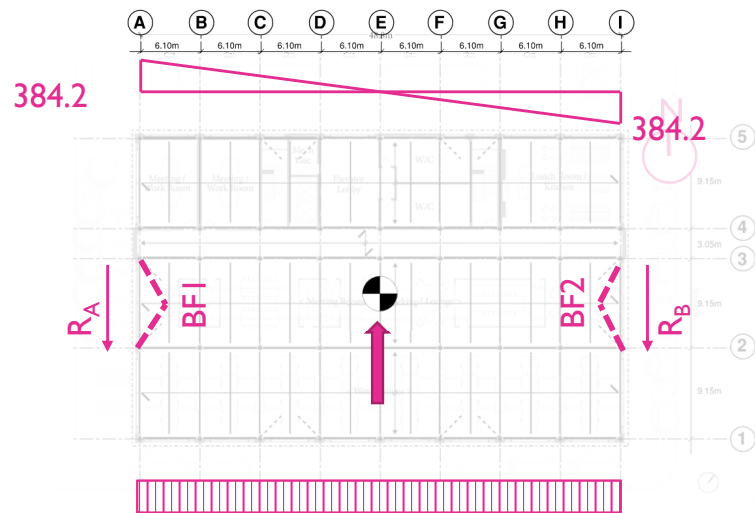 A B C D E F G H I
48.8m
6.10m 6.10m 6.10m 6.10m 6.10m 6.10m 6.10m 6.10m
384.2
384.2
N
5
W/C
Meeting /
Work Room
Meeting /
Work Room
Elevator
Lobby
Lunch Room /
Kitchen
9.15m
W/C
4
3.05m
3
RA
BF1
BF2
RB
9.15m
2
9.15m
1